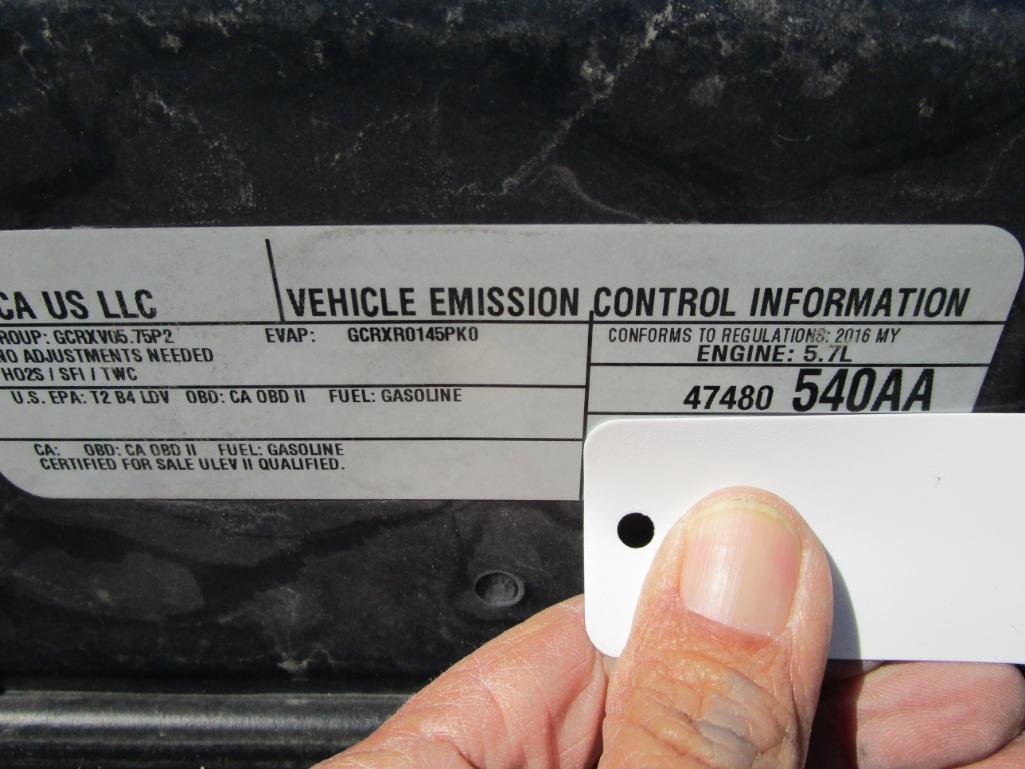 CA US LLC
VEHICLE EMISSION CONTROL INFORMATION
ROUP: GCRXV05.75P2 EVAP: GCRXR0145PK0
NO ADJUSTMENTS NEEDED
HO2S / SFI / TWC
CONFORMS TO REGULATIONS: 2016 MY
ENGINE: 5.7L
U.S. EPA: T2 B4 LDV OBD: CA OBD II FUEL: GASOLINE
47480 540AA
CA: OBD: CA OBD II FUEL: GASOLINE
CERTIFIED FOR SALE ULEV II QUALIFIED.